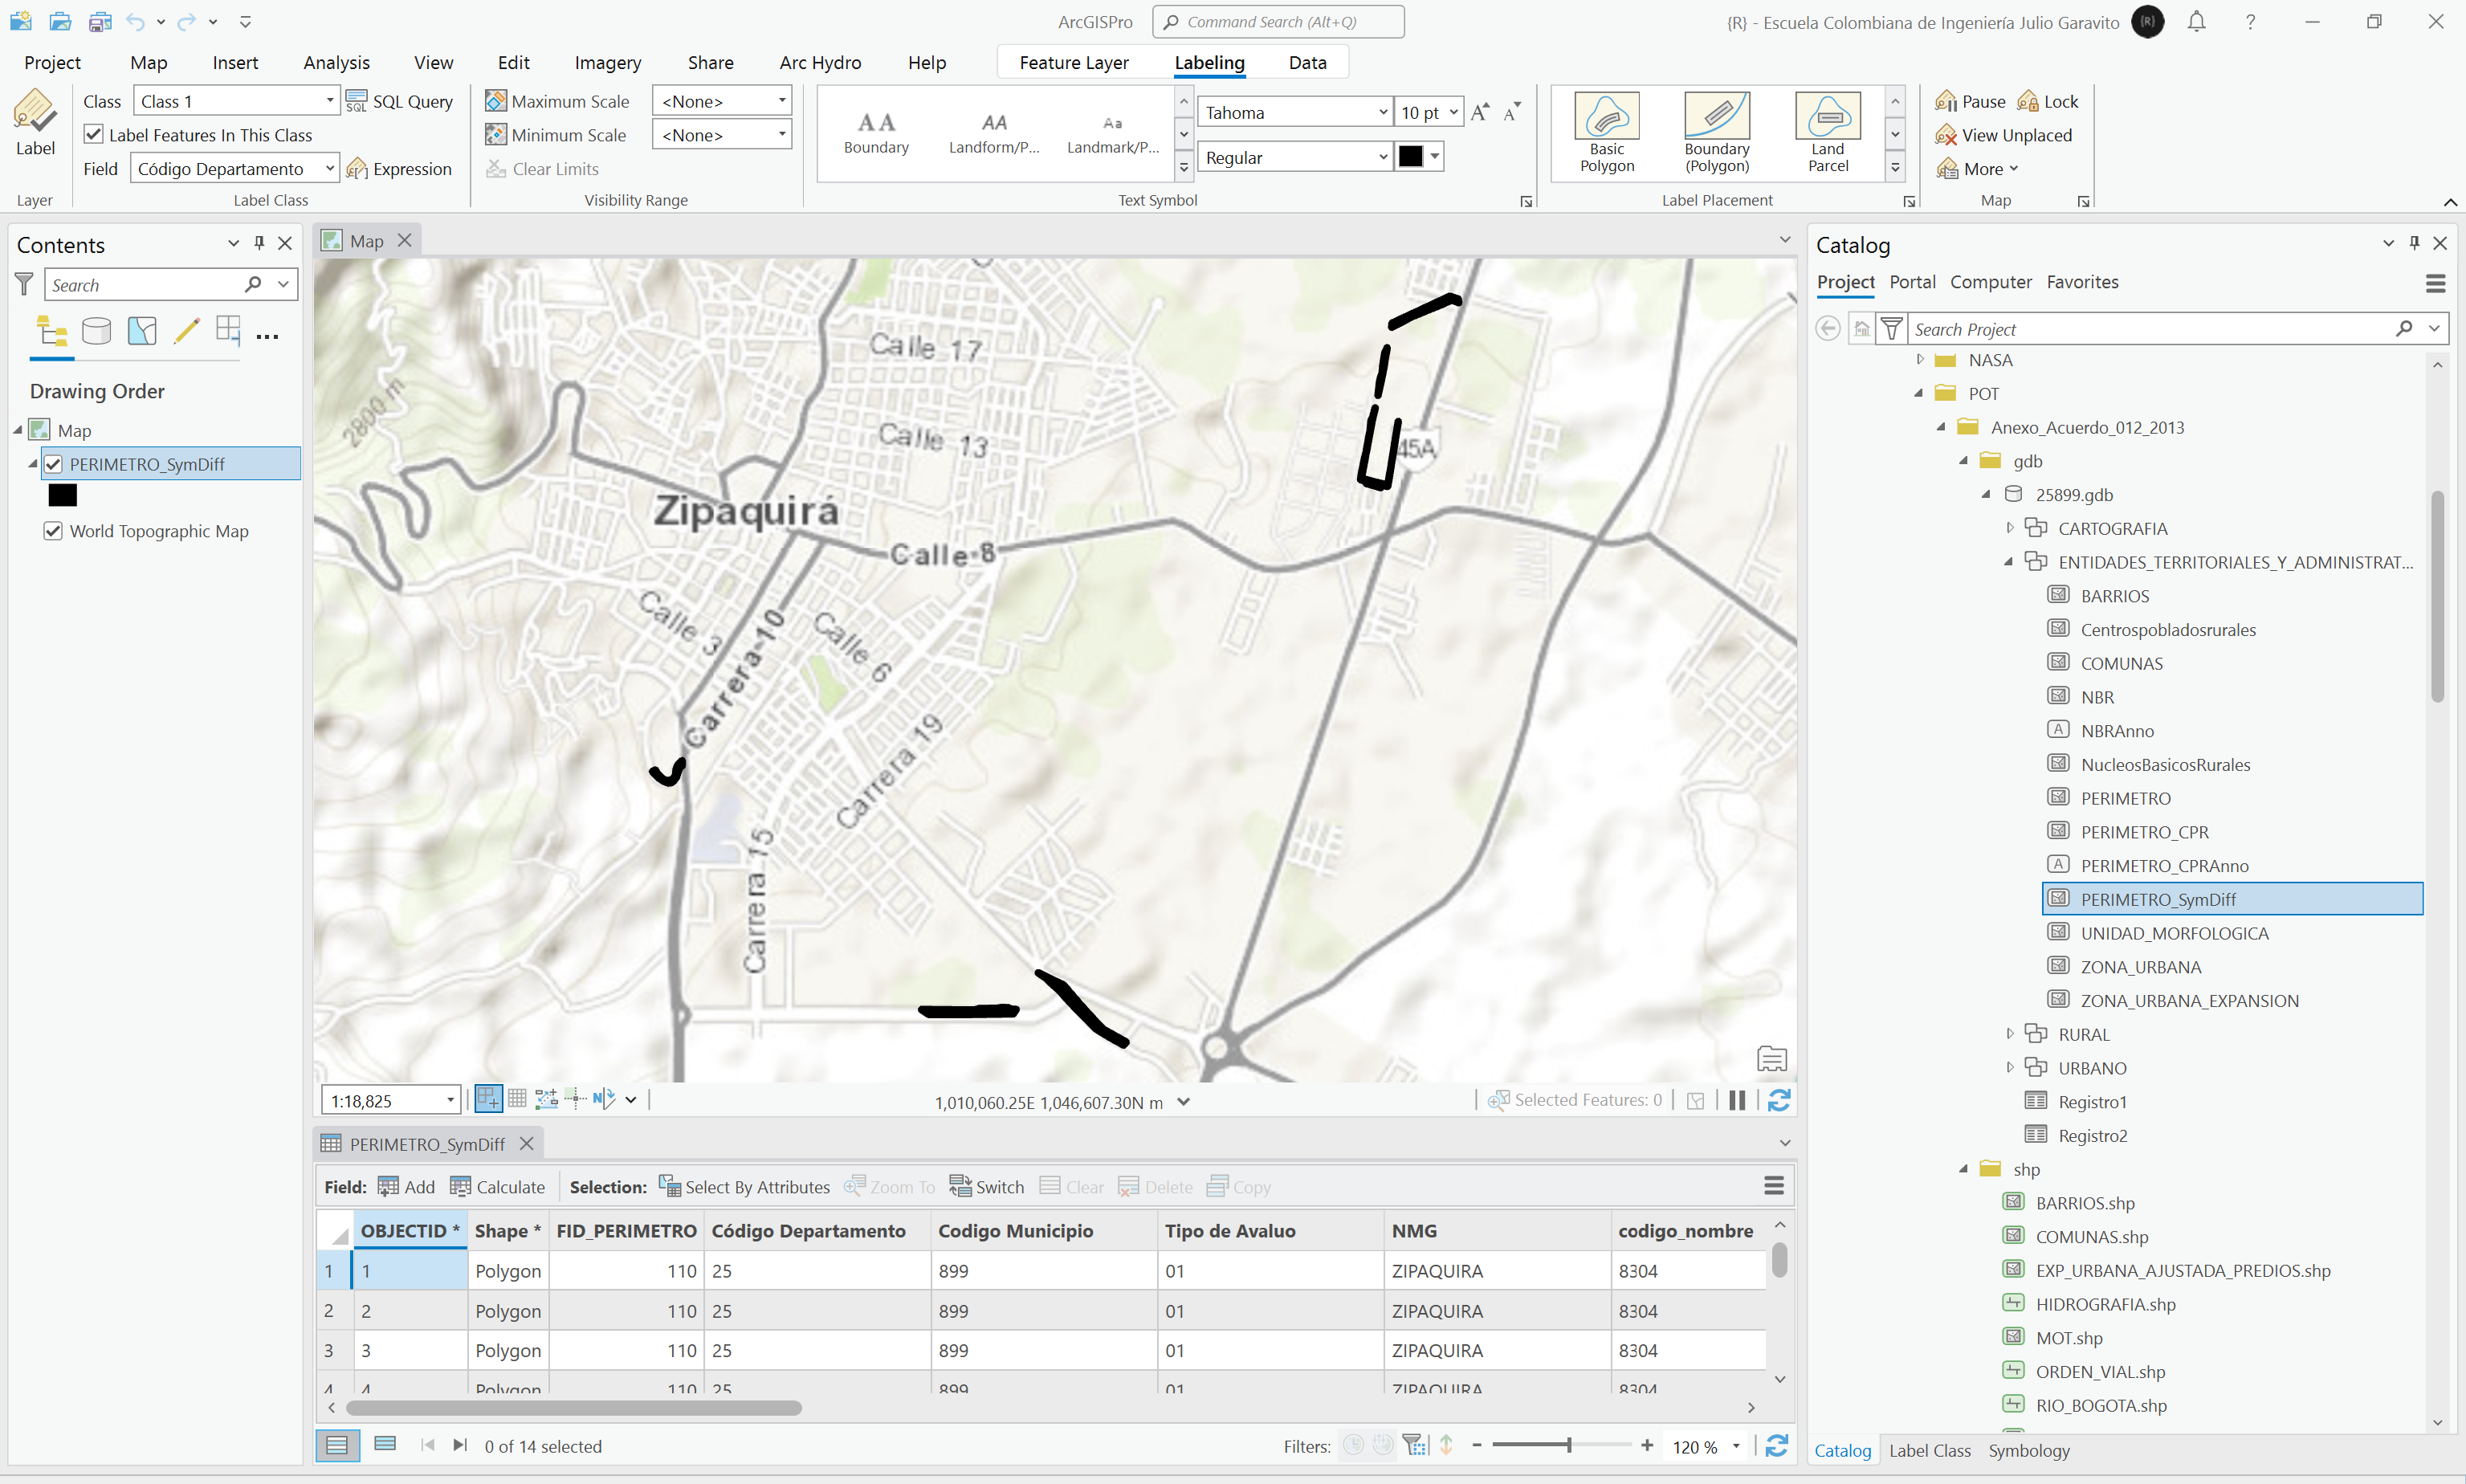 ArcGISPro
Command Search (Alt+Q)
{R} - Escuela Colombiana de Ingeniería Julio Garavito
{R}
?
Project Map Insert Analysis View Edit Imagery Share Arc Hydro Help Feature Layer Labeling Data
Label
Layer
Class Class 1 SQL SQL Query
Label Features In This Class
Field Código Departamento Expression
Label Class
Maximum Scale <None>
Minimum Scale <None>
Clear Limits
Visibility Range
AA Boundary
AA Landform/P...
Aa Landmark/P...
Tahoma 10 pt
Regular
Text Symbol
Basic Polygon
Boundary (Polygon)
Land Parcel
Label Placement
Pause Lock
View Unplaced
More
Map
Contents
Search
Drawing Order
Map
PERIMETRO_SymDiff
World Topographic Map
Map
2800 m
Calle 17
Calle 13
45A
Zipaquirá
Calle 8
Calle 3
Carrera 10
Calle 6
Carrera 19
Carrera 15
1:18,825
1,010,060.25E 1,046,607.30N m
Selected Features: 0
PERIMETRO_SymDiff
Field: Add Calculate Selection: Select By Attributes Zoom To Switch Clear Delete Copy
OBJECTID * Shape * FID_PERIMETRO Código Departamento Codigo Municipio Tipo de Avaluo NMG codigo_nombre
1 1 Polygon 110 25 899 01 ZIPAQUIRA 8304
2 2 Polygon 110 25 899 01 ZIPAQUIRA 8304
3 3 Polygon 110 25 899 01 ZIPAQUIRA 8304
4 4 Polygon 110 25 899 01 ZIPAQUIRA 8304
0 of 14 selected
Filters:
120 %
Catalog
Project Portal Computer Favorites
Search Project
NASA
POT
Anexo_Acuerdo_012_2013
gdb
25899.gdb
CARTOGRAFIA
ENTIDADES_TERRITORIALES_Y_ADMINISTRAT...
BARRIOS
Centrospobladosrurales
COMUNAS
NBR
NBRAnno
NucleosBasicosRurales
PERIMETRO
PERIMETRO_CPR
PERIMETRO_CPRAnno
PERIMETRO_SymDiff
UNIDAD_MORFOLOGICA
ZONA_URBANA
ZONA_URBANA_EXPANSION
RURAL
URBANO
Registro1
Registro2
shp
BARRIOS.shp
COMUNAS.shp
EXP_URBANA_AJUSTADA_PREDIOS.shp
HIDROGRAFIA.shp
MOT.shp
ORDEN_VIAL.shp
RIO_BOGOTA.shp
Catalog Label Class Symbology